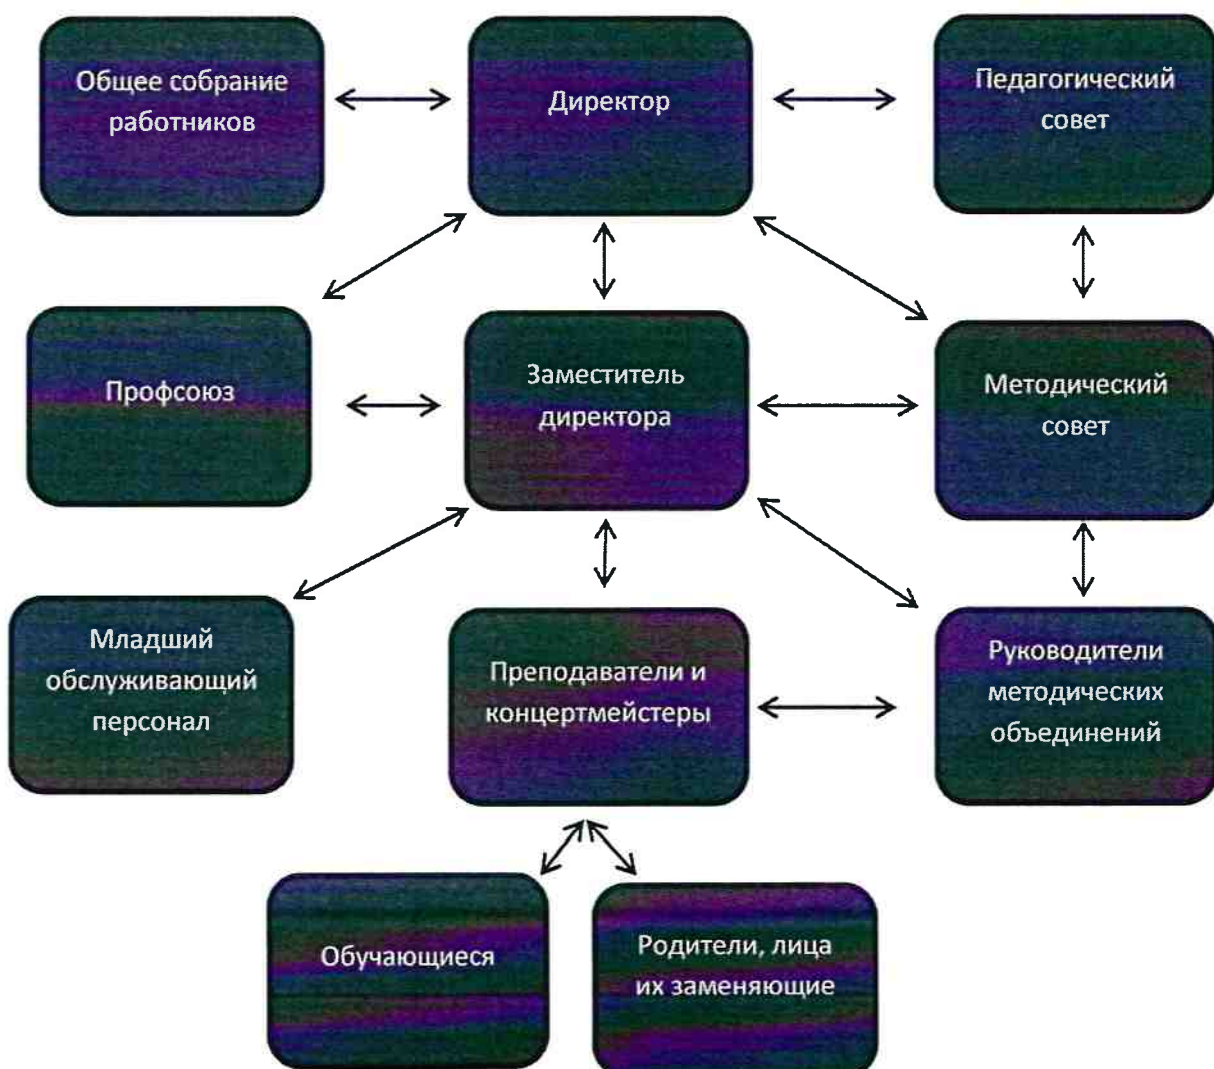 Общее собрание
работников
Директор
Педагогический
совет
Профсоюз
Заместитель
директора
Методический
совет
Младший
обслуживающий
персонал
Преподаватели и
концертмейстеры
Руководители
методических
объединений
Обучающиеся
Родители, лица
их заменяющие